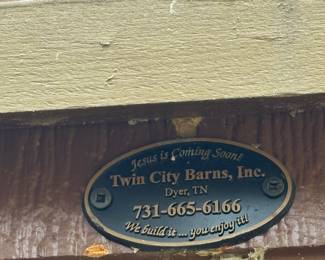 Jesus is Coming Soon!
Twin City Barns, Inc.
Dyer, TN
731-665-6166
We build it ... you enjoy it!